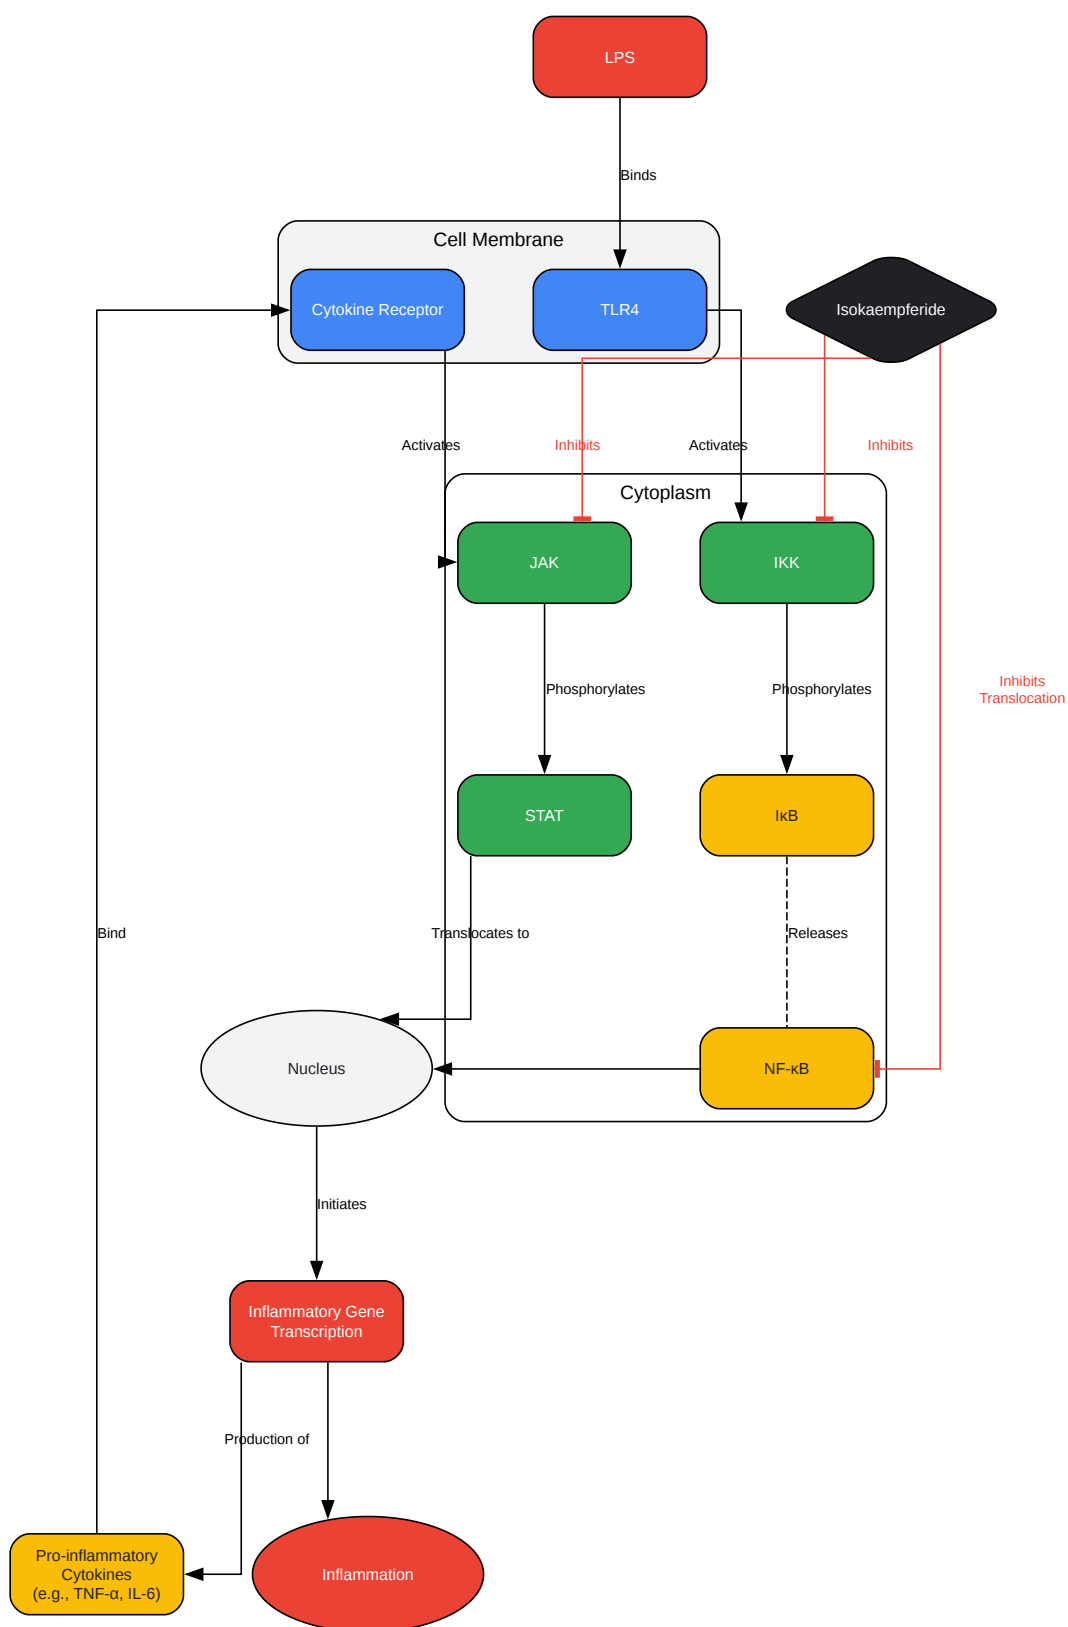 LPS
Binds
Cell Membrane
Cytokine Receptor
TLR4
Isokaempferide
Activates
Inhibits
Activates
Inhibits
Cytoplasm
JAK
IKK
Inhibits
Translocation
Phosphorylates
Phosphorylates
STAT
IκB
Bind
Translocates to
Releases
Nucleus
NF-κB
Initiates
Inflammatory Gene
Transcription
Production of
Pro-inflammatory
Cytokines
(e.g., TNF-α, IL-6)
Inflammation